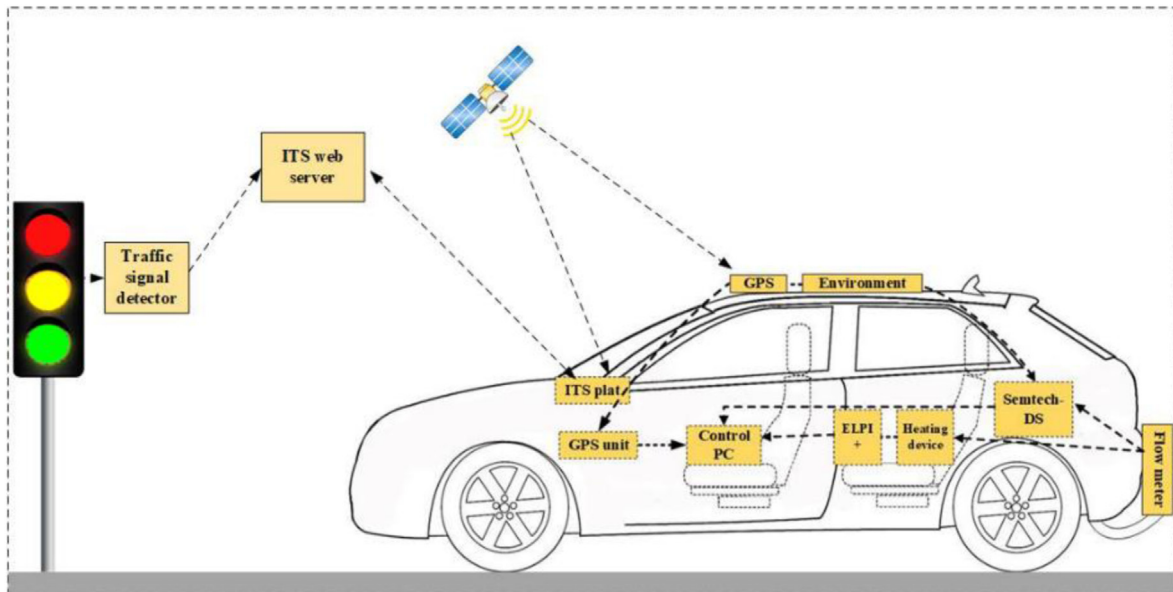 ITS web
server
Traffic
signal
detector
GPS
Environment
ITS plat
GPS unit
Control
PC
ELPI
+
Heating
device
Semtech-
DS
Flow meter